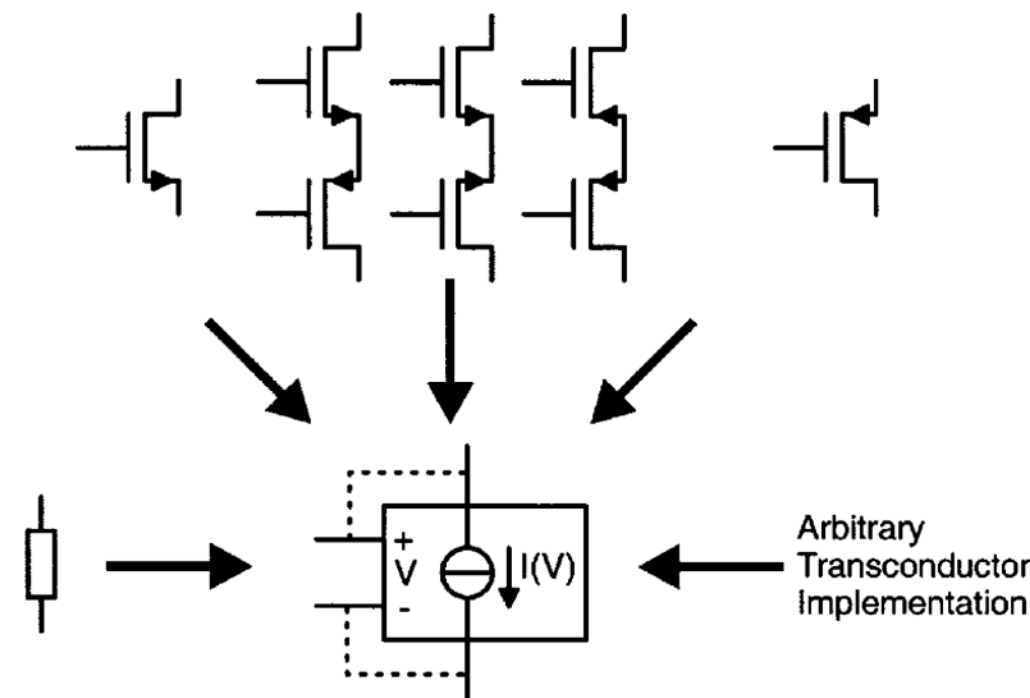 +
V
-
I(V)
Arbitrary
Transconductor
Implementation